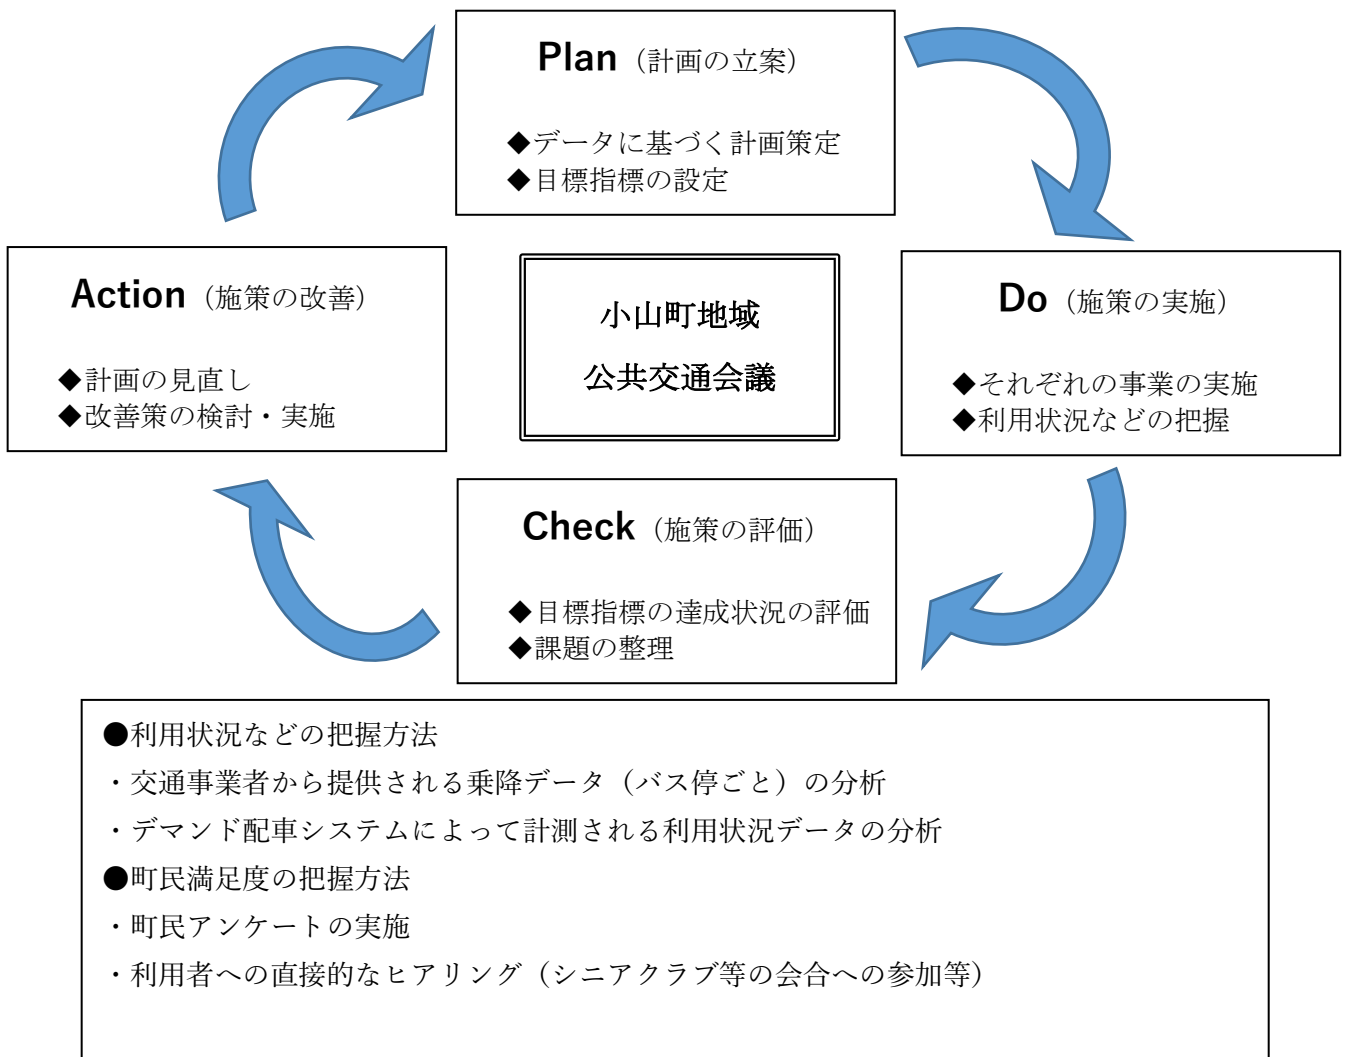 Plan（計画の立案）
◆データに基づく計画策定
◆目標指標の設定
Action（施策の改善）
◆計画の見直し
◆改善策の検討・実施
小山町地域
公共交通会議
Do（施策の実施）
◆それぞれの事業の実施
◆利用状況などの把握
Check（施策の評価）
◆目標指標の達成状況の評価
◆課題の整理
●利用状況などの把握方法
・交通事業者から提供される乗降データ（バス停ごと）の分析
・デマンド配車システムによって計測される利用状況データの分析
●町民満足度の把握方法
・町民アンケートの実施
・利用者への直接的なヒアリング（シニアクラブ等の会合への参加等）